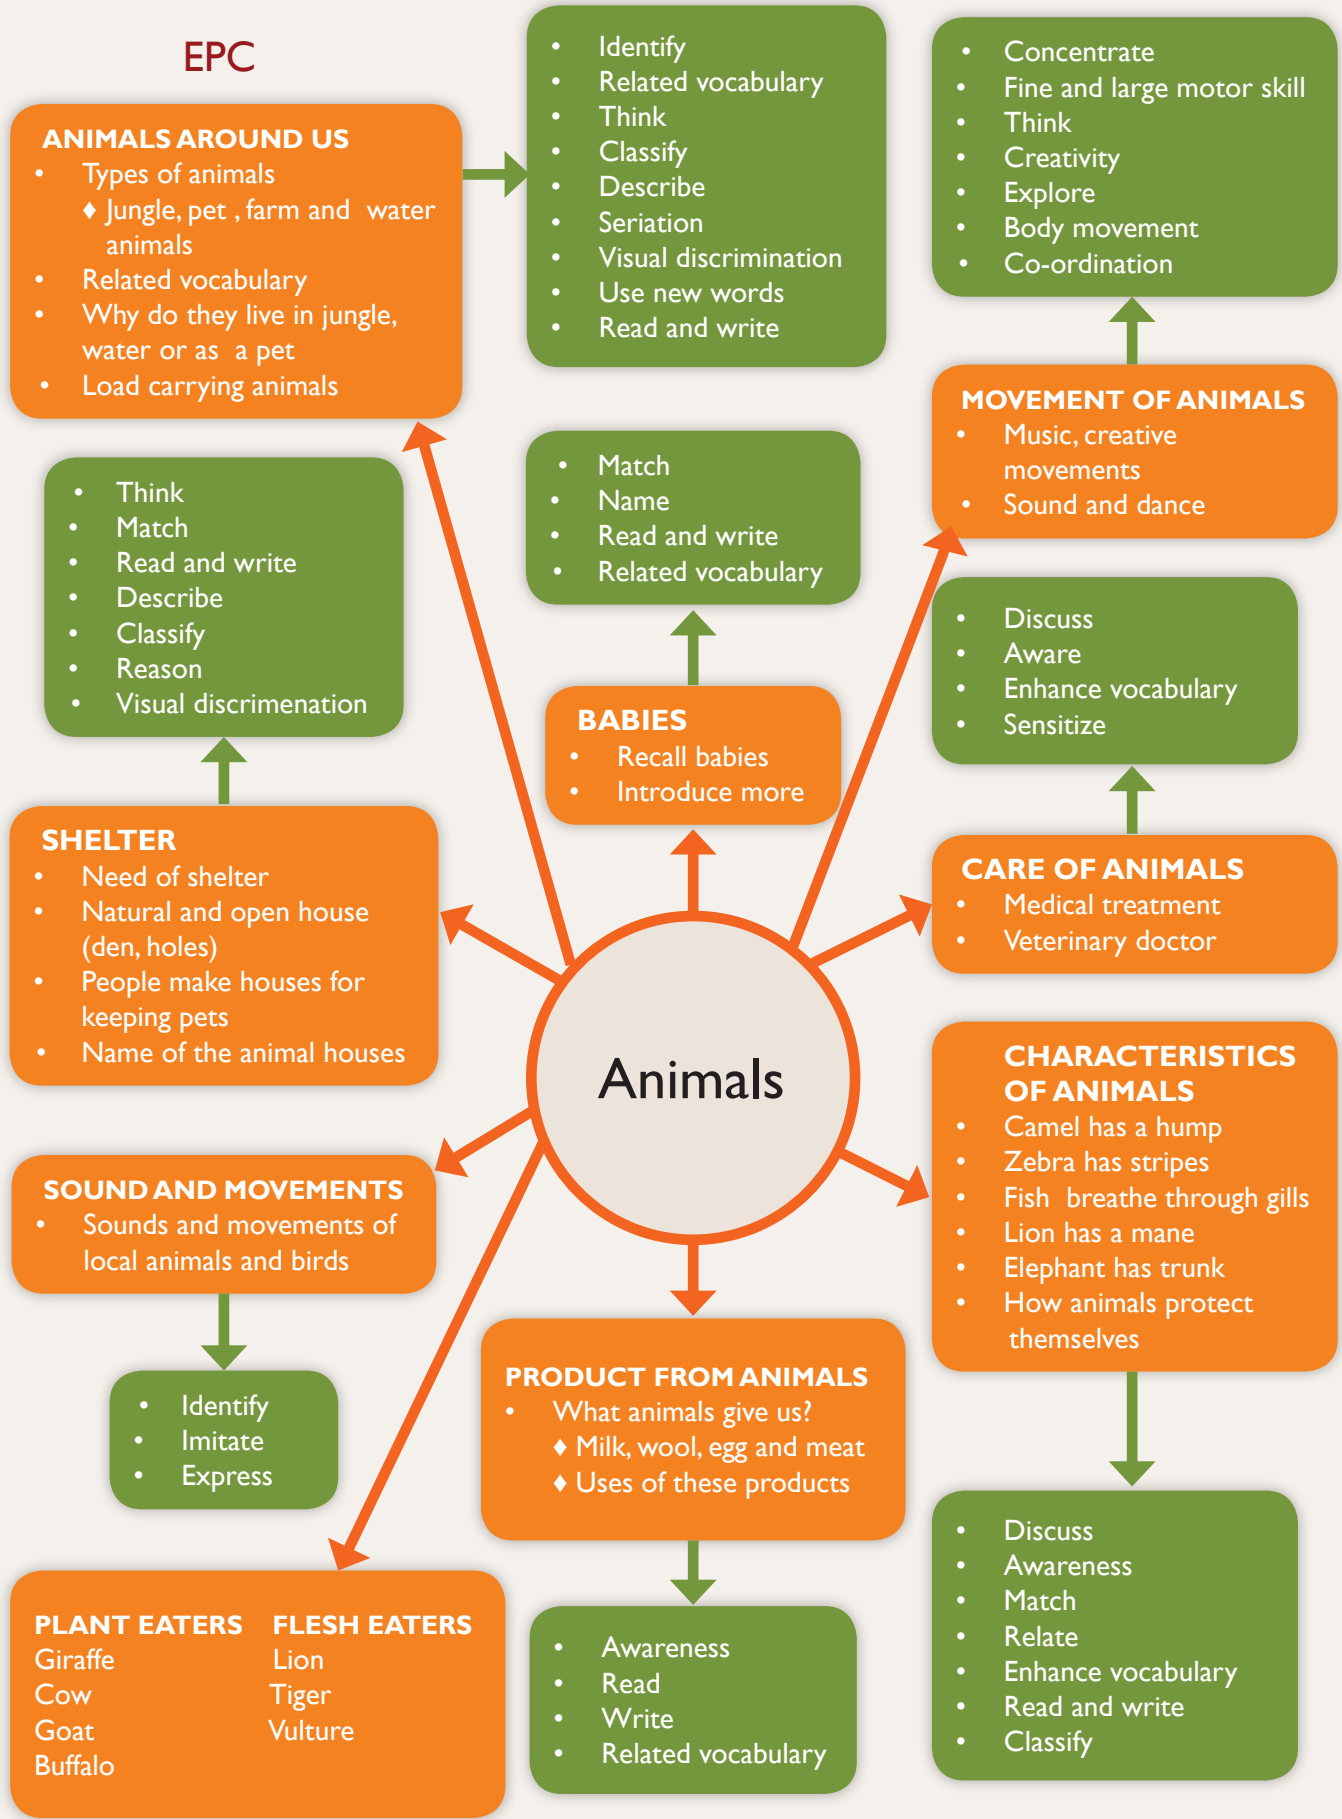 EPC
ANIMALS AROUND US
• Types of animals
♦ Jungle, pet , farm and water
animals
• Related vocabulary
• Why do they live in jungle,
water or as a pet
• Load carrying animals
• Identify
• Related vocabulary
• Think
• Classify
• Describe
• Seriation
• Visual discrimination
• Use new words
• Read and write
• Concentrate
• Fine and large motor skill
• Think
• Creativity
• Explore
• Body movement
• Co-ordination
MOVEMENT OF ANIMALS
• Music, creative
movements
• Sound and dance
• Think
• Match
• Read and write
• Describe
• Classify
• Reason
• Visual discrimenation
• Match
• Name
• Read and write
• Related vocabulary
• Discuss
• Aware
• Enhance vocabulary
• Sensitize
BABIES
• Recall babies
• Introduce more
SHELTER
• Need of shelter
• Natural and open house
(den, holes)
• People make houses for
keeping pets
• Name of the animal houses
CARE OF ANIMALS
• Medical treatment
• Veterinary doctor
Animals
CHARACTERISTICS
OF ANIMALS
• Camel has a hump
• Zebra has stripes
• Fish breathe through gills
• Lion has a mane
• Elephant has trunk
• How animals protect
themselves
SOUND AND MOVEMENTS
• Sounds and movements of
local animals and birds
• Identify
• Imitate
• Express
PRODUCT FROM ANIMALS
• What animals give us?
♦ Milk, wool, egg and meat
♦ Uses of these products
• Discuss
• Awareness
• Match
• Relate
• Enhance vocabulary
• Read and write
• Classify
PLANT EATERS
Giraffe
Cow
Goat
Buffalo
FLESH EATERS
Lion
Tiger
Vulture
• Awareness
• Read
• Write
• Related vocabulary